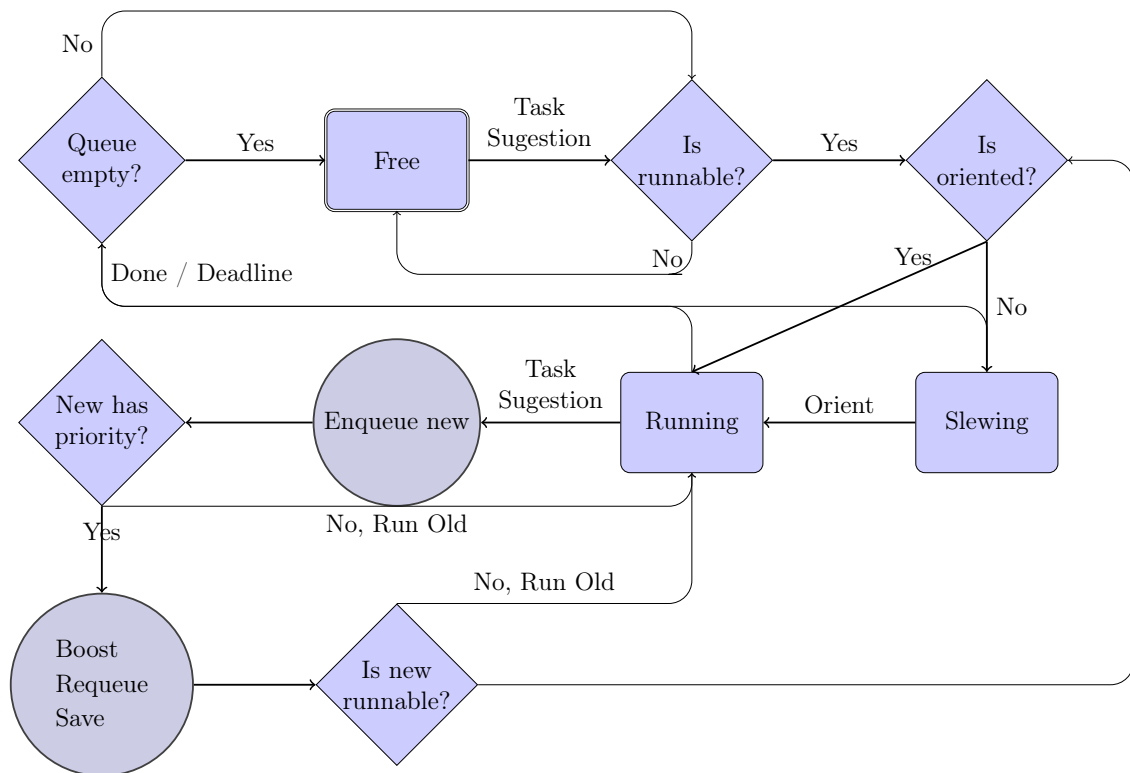 No
Queue
empty?
Yes
Free
Task
Sugestion
Is
runnable?
Yes
Is
oriented?
No
Done / Deadline
Yes
No
New has
priority?
Enqueue new
Task
Sugestion
Running
Orient
Slewing
Yes
No, Run Old
No, Run Old
Boost
Requeue
Save
Is new
runnable?